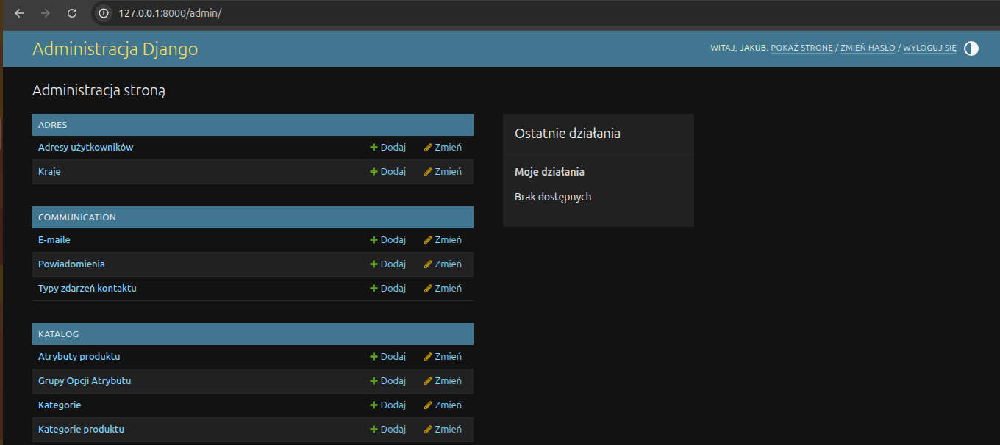 127.0.0.1:8000/admin/
Administracja Django
WITAJ, JAKUB. POKAŻ STRONĘ / ZMIEŃ HASŁO / WYLOGUJ SIĘ
Administracja stroną
ADRES
Adresy użytkowników Dodaj Zmień
Kraje Dodaj Zmień
COMMUNICATION
E-maile Dodaj Zmień
Powiadomienia Dodaj Zmień
Typy zdarzeń kontaktu Dodaj Zmień
KATALOG
Atrybuty produktu Dodaj Zmień
Grupy Opcji Atrybutu Dodaj Zmień
Kategorie Dodaj Zmień
Kategorie produktu Dodaj Zmień
Ostatnie działania
Moje działania
Brak dostępnych